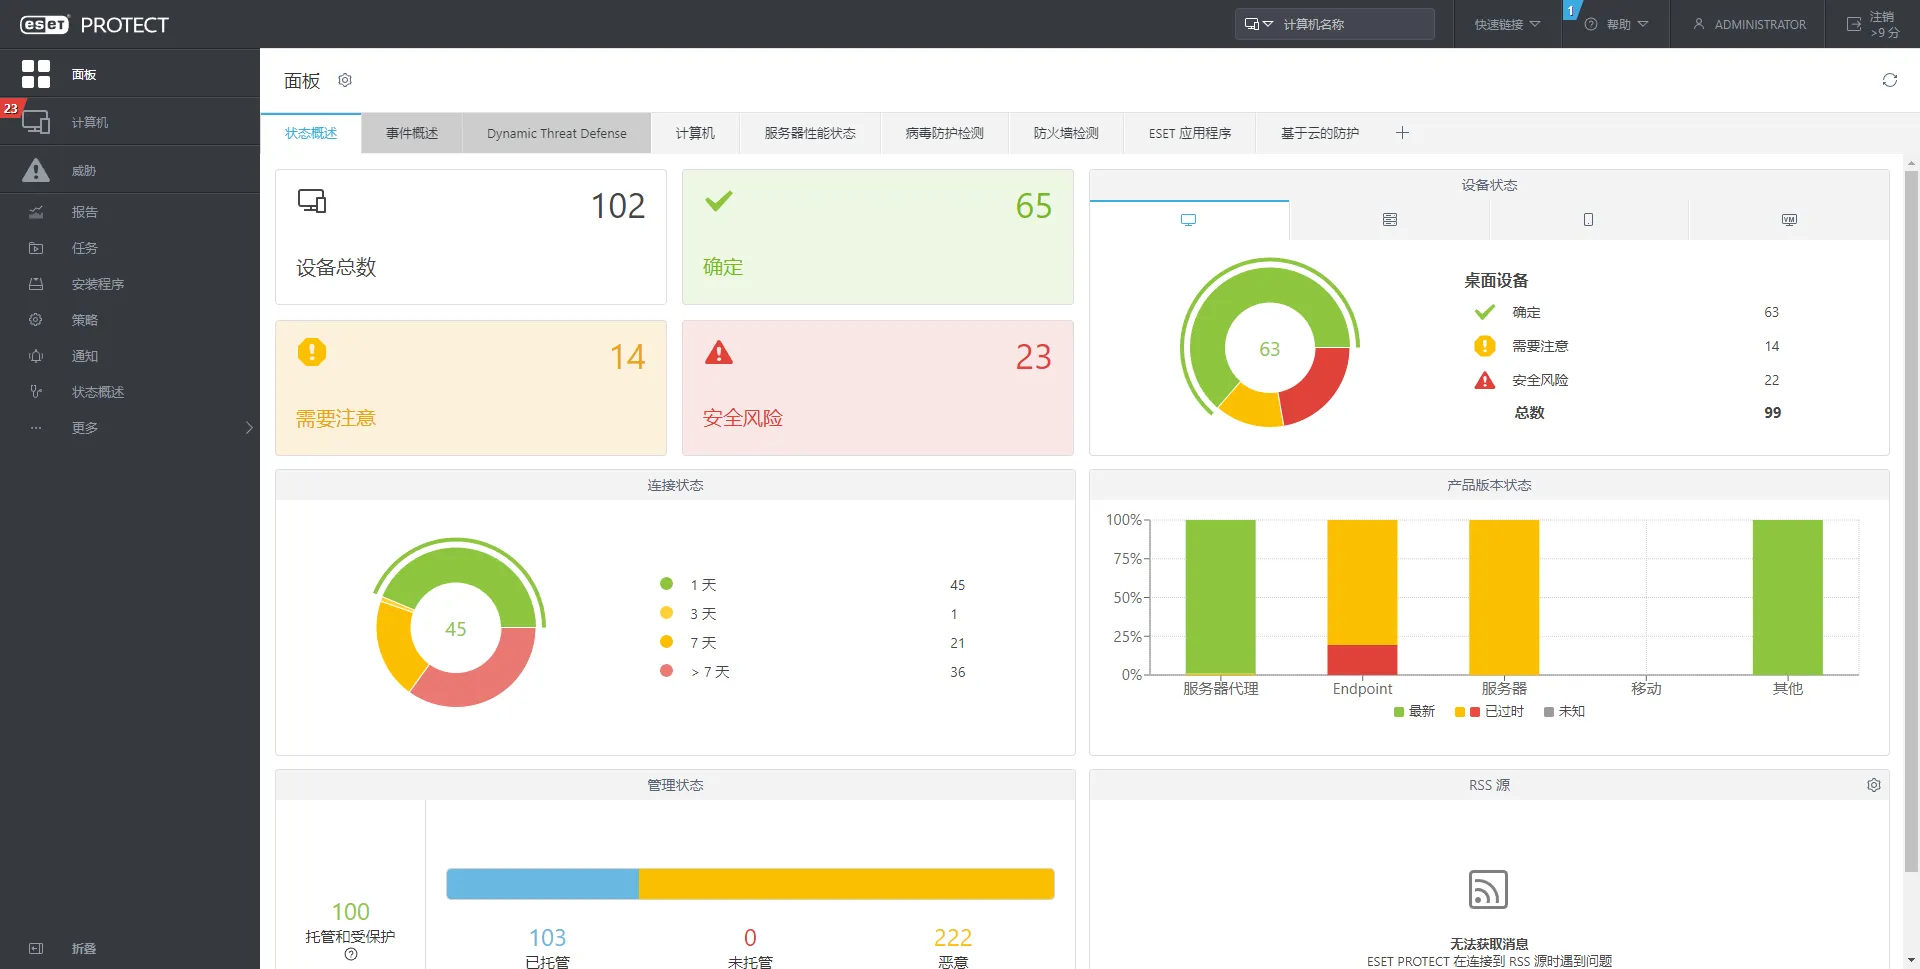 eset PROTECT
计算机名称
快速链接
1
帮助
ADMINISTRATOR
注销
>9 分
面板
23
计算机
威胁
报告
任务
安装程序
策略
通知
状态概述
更多
折叠
面板
状态概述
事件概述
Dynamic Threat Defense
计算机
服务器性能状态
病毒防护检测
防火墙检测
ESET 应用程序
基于云的防护
102
设备总数
65
确定
14
需要注意
23
安全风险
设备状态
VM
63
桌面设备
确定 63
需要注意 14
安全风险 22
总数 99
连接状态
45
1 天 45
3 天 1
7 天 21
> 7 天 36
产品版本状态
100%
75%
50%
25%
0%
服务器代理 Endpoint 服务器 移动 其他
最新 已过时 未知
管理状态
100
托管和受保护
103
已托管
0
未托管
222
恶意
RSS 源
无法获取消息
ESET PROTECT 在连接到 RSS 源时遇到问题